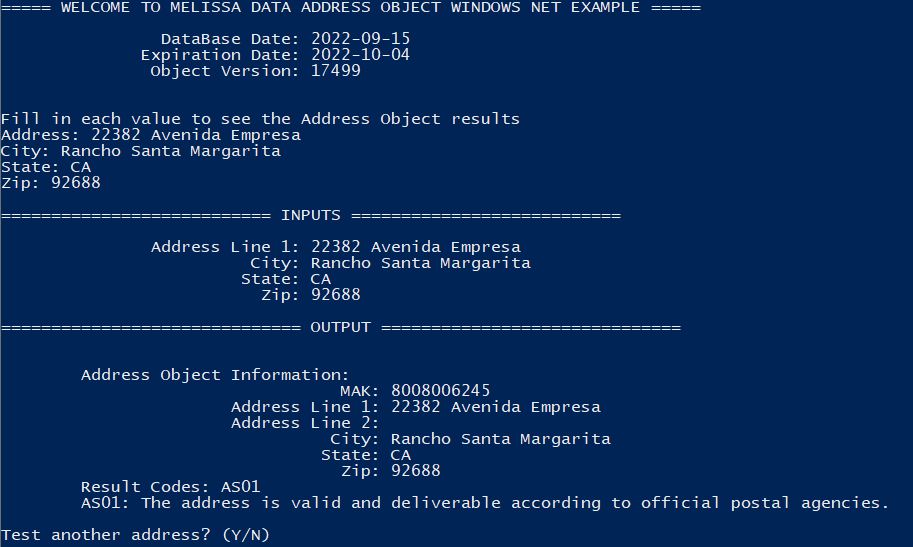 ===== WELCOME TO MELISSA DATA ADDRESS OBJECT WINDOWS NET EXAMPLE =====
DataBase Date: 2022-09-15
Expiration Date: 2022-10-04
Object Version: 17499
Fill in each value to see the Address Object results
Address: 22382 Avenida Empresa
City: Rancho Santa Margarita
State: CA
Zip: 92688
=========================== INPUTS ===========================
Address Line 1: 22382 Avenida Empresa
City: Rancho Santa Margarita
State: CA
Zip: 92688
============================== OUTPUT ==============================
Address Object Information:
MAK: 8008006245
Address Line 1: 22382 Avenida Empresa
Address Line 2:
City: Rancho Santa Margarita
State: CA
Zip: 92688
Result Codes: AS01
AS01: The address is valid and deliverable according to official postal agencies.
Test another address? (Y/N)